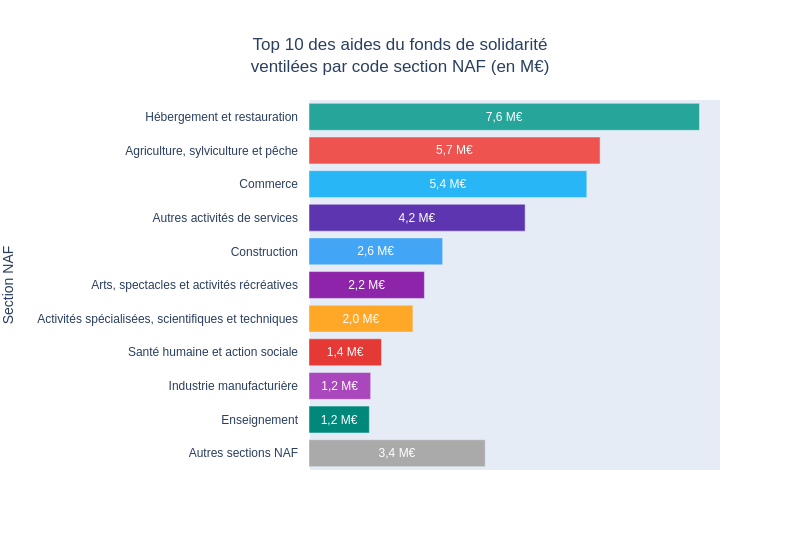 Top 10 des aides du fonds de solidarité
ventilées par code section NAF (en M€)
Section NAF
Hébergement et restauration 7,6 M€
Agriculture, sylviculture et pêche 5,7 M€
Commerce 5,4 M€
Autres activités de services 4,2 M€
Construction 2,6 M€
Arts, spectacles et activités récréatives 2,2 M€
Activités spécialisées, scientifiques et techniques 2,0 M€
Santé humaine et action sociale 1,4 M€
Industrie manufacturière 1,2 M€
Enseignement 1,2 M€
Autres sections NAF 3,4 M€